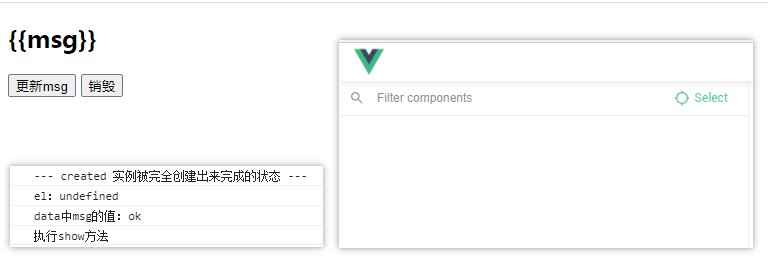 {{msg}}
更新msg 销毁
Filter components Select
--- created 实例被完全创建出来完成的状态 ---
el: undefined
data中msg的值: ok
执行show方法